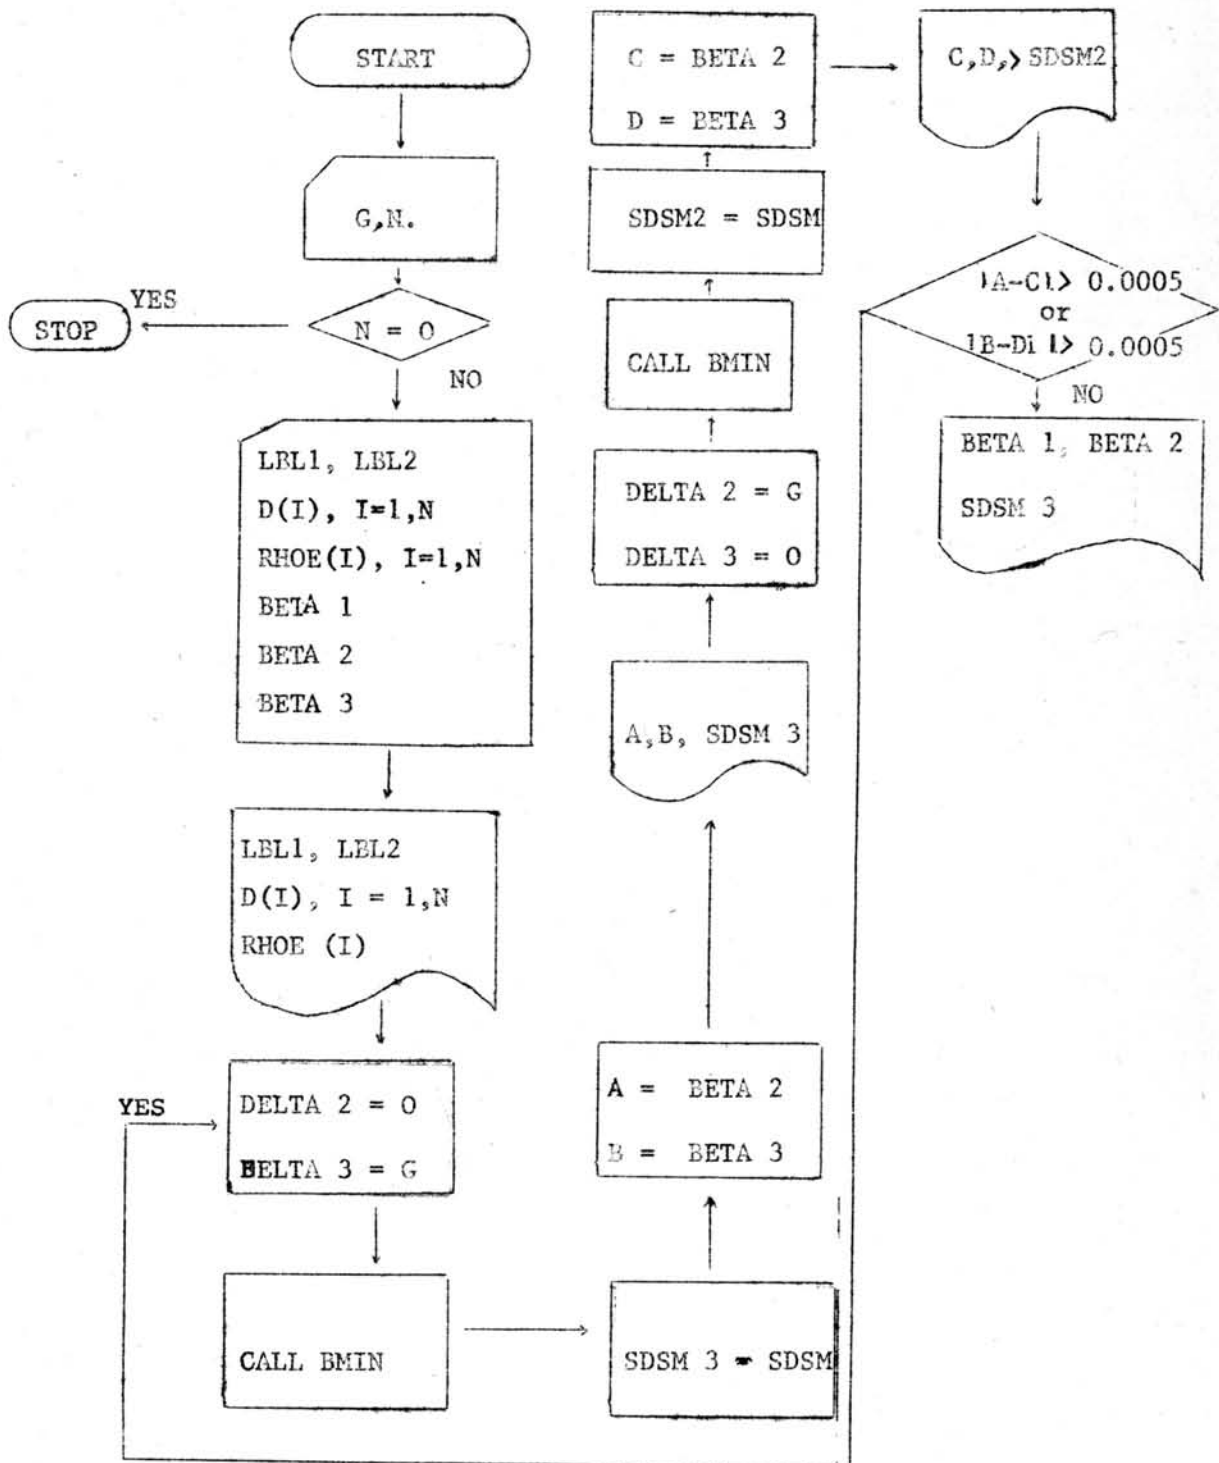 START
G,N.
N = O
YES
STOP
NO
LBL1, LBL2
D(I), I=1,N
RHOE(I), I=1,N
BETA 1
BETA 2
BETA 3
LBL1, LBL2
D(I), I = 1,N
RHOE (I)
YES
DELTA 2 = O
DELTA 3 = G
CALL BMIN
SDSM 3 = SDSM
A = BETA 2
B = BETA 3
A,B, SDSM 3
DELTA 2 = G
DELTA 3 = O
CALL BMIN
SDSM2 = SDSM
C = BETA 2
D = BETA 3
C,D,>SDSM2
|A-C|> 0.0005
or
|B-Di |> 0.0005
NO
BETA 1, BETA 2
SDSM 3